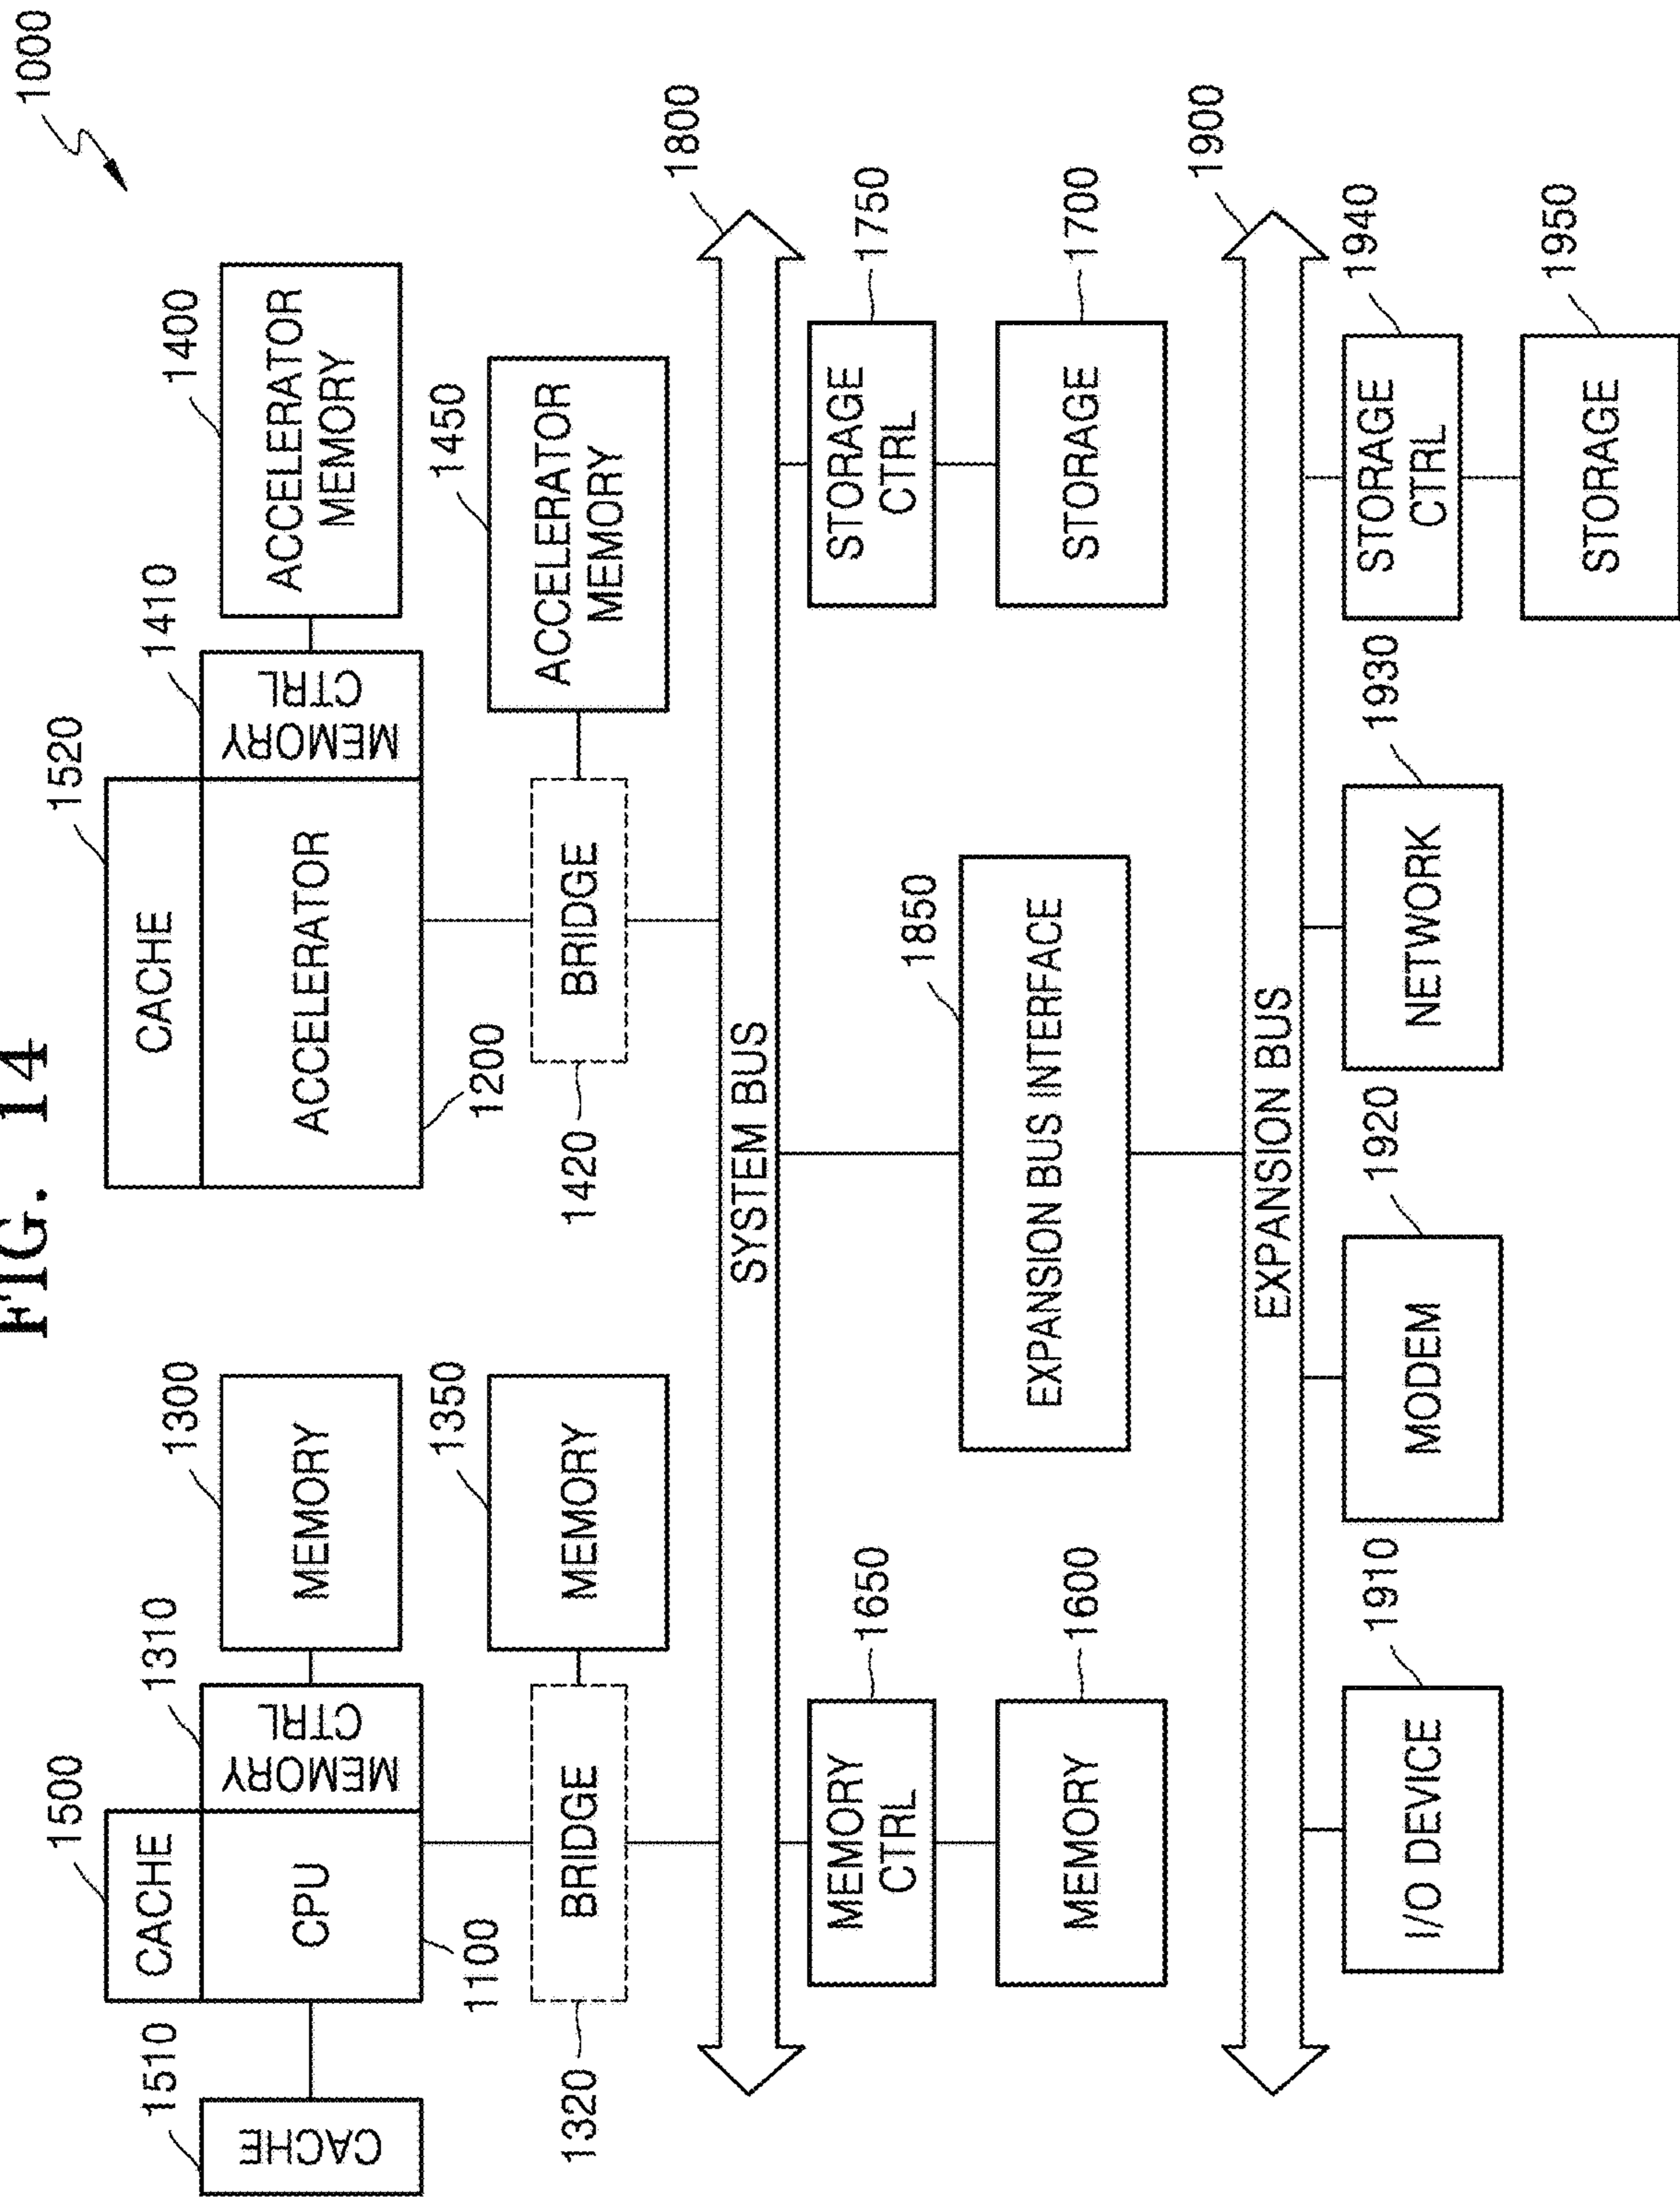 FIG. 14
1000
1510
CACHE
1500
CACHE
CPU
1100
1310
MEMORY
CTRL
1300
MEMORY
1520
CACHE
ACCELERATOR
1200
1410
MEMORY
CTRL
1400
ACCELERATOR
MEMORY
1320
BRIDGE
1350
MEMORY
1420
BRIDGE
1450
ACCELERATOR
MEMORY
SYSTEM BUS
1800
MEMORY
CTRL
1650
STORAGE
CTRL
1750
MEMORY
1600
EXPANSION BUS INTERFACE
1850
STORAGE
1700
EXPANSION BUS
1900
I/O DEVICE
1910
MODEM
1920
NETWORK
1930
STORAGE
CTRL
1940
STORAGE
1950